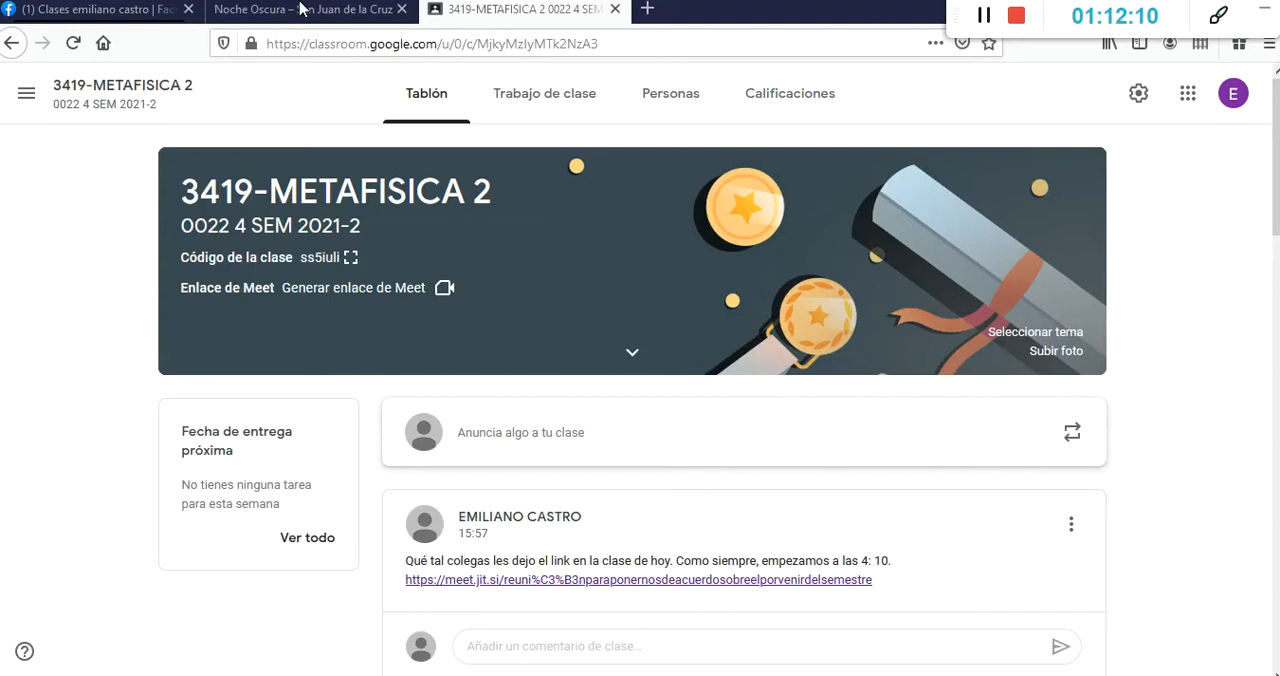 (1) Clases emiliano castro | Fac
Noche Oscura – San Juan de la Cruz
3419-METAFISICA 2 0022 4 SEM
01:12:10
https://classroom.google.com/u/0/c/MjkyMzIyMTk2NzA3
3419-METAFISICA 2
0022 4 SEM 2021-2
Tablón
Trabajo de clase
Personas
Calificaciones
E
3419-METAFISICA 2
0022 4 SEM 2021-2
Código de la clase ss5iuli
Enlace de Meet Generar enlace de Meet
Seleccionar tema
Subir foto
Fecha de entrega
próxima
No tienes ninguna tarea
para esta semana
Ver todo
Anuncia algo a tu clase
EMILIANO CASTRO
15:57
Qué tal colegas les dejo el link en la clase de hoy. Como siempre, empezamos a las 4: 10.
https://meet.jit.si/reuni%C3%B3nparaponernosdeacuerdosobreelporvenirdelsemestre
Añadir un comentario de clase...